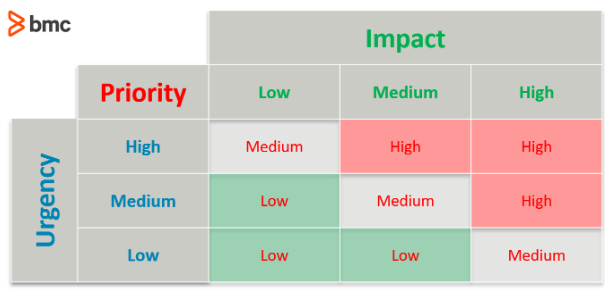 bmc
Impact
Priority Low Medium High
Urgency
High Medium High High
Medium Low Medium High
Low Low Low Medium